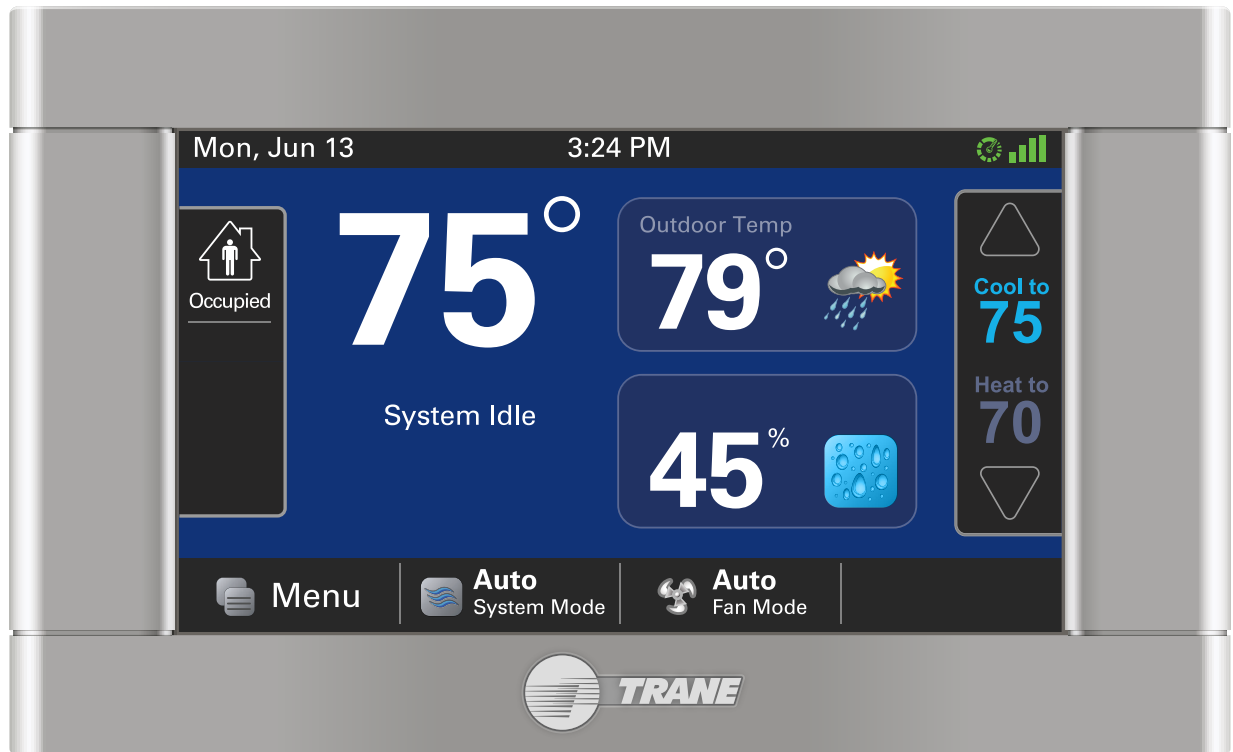 Mon, Jun 13 3:24 PM
Occupied
75°
System Idle
Outdoor Temp
79°
45%
Cool to
75
Heat to
70
Menu
Auto
System Mode
Auto
Fan Mode
TRANE